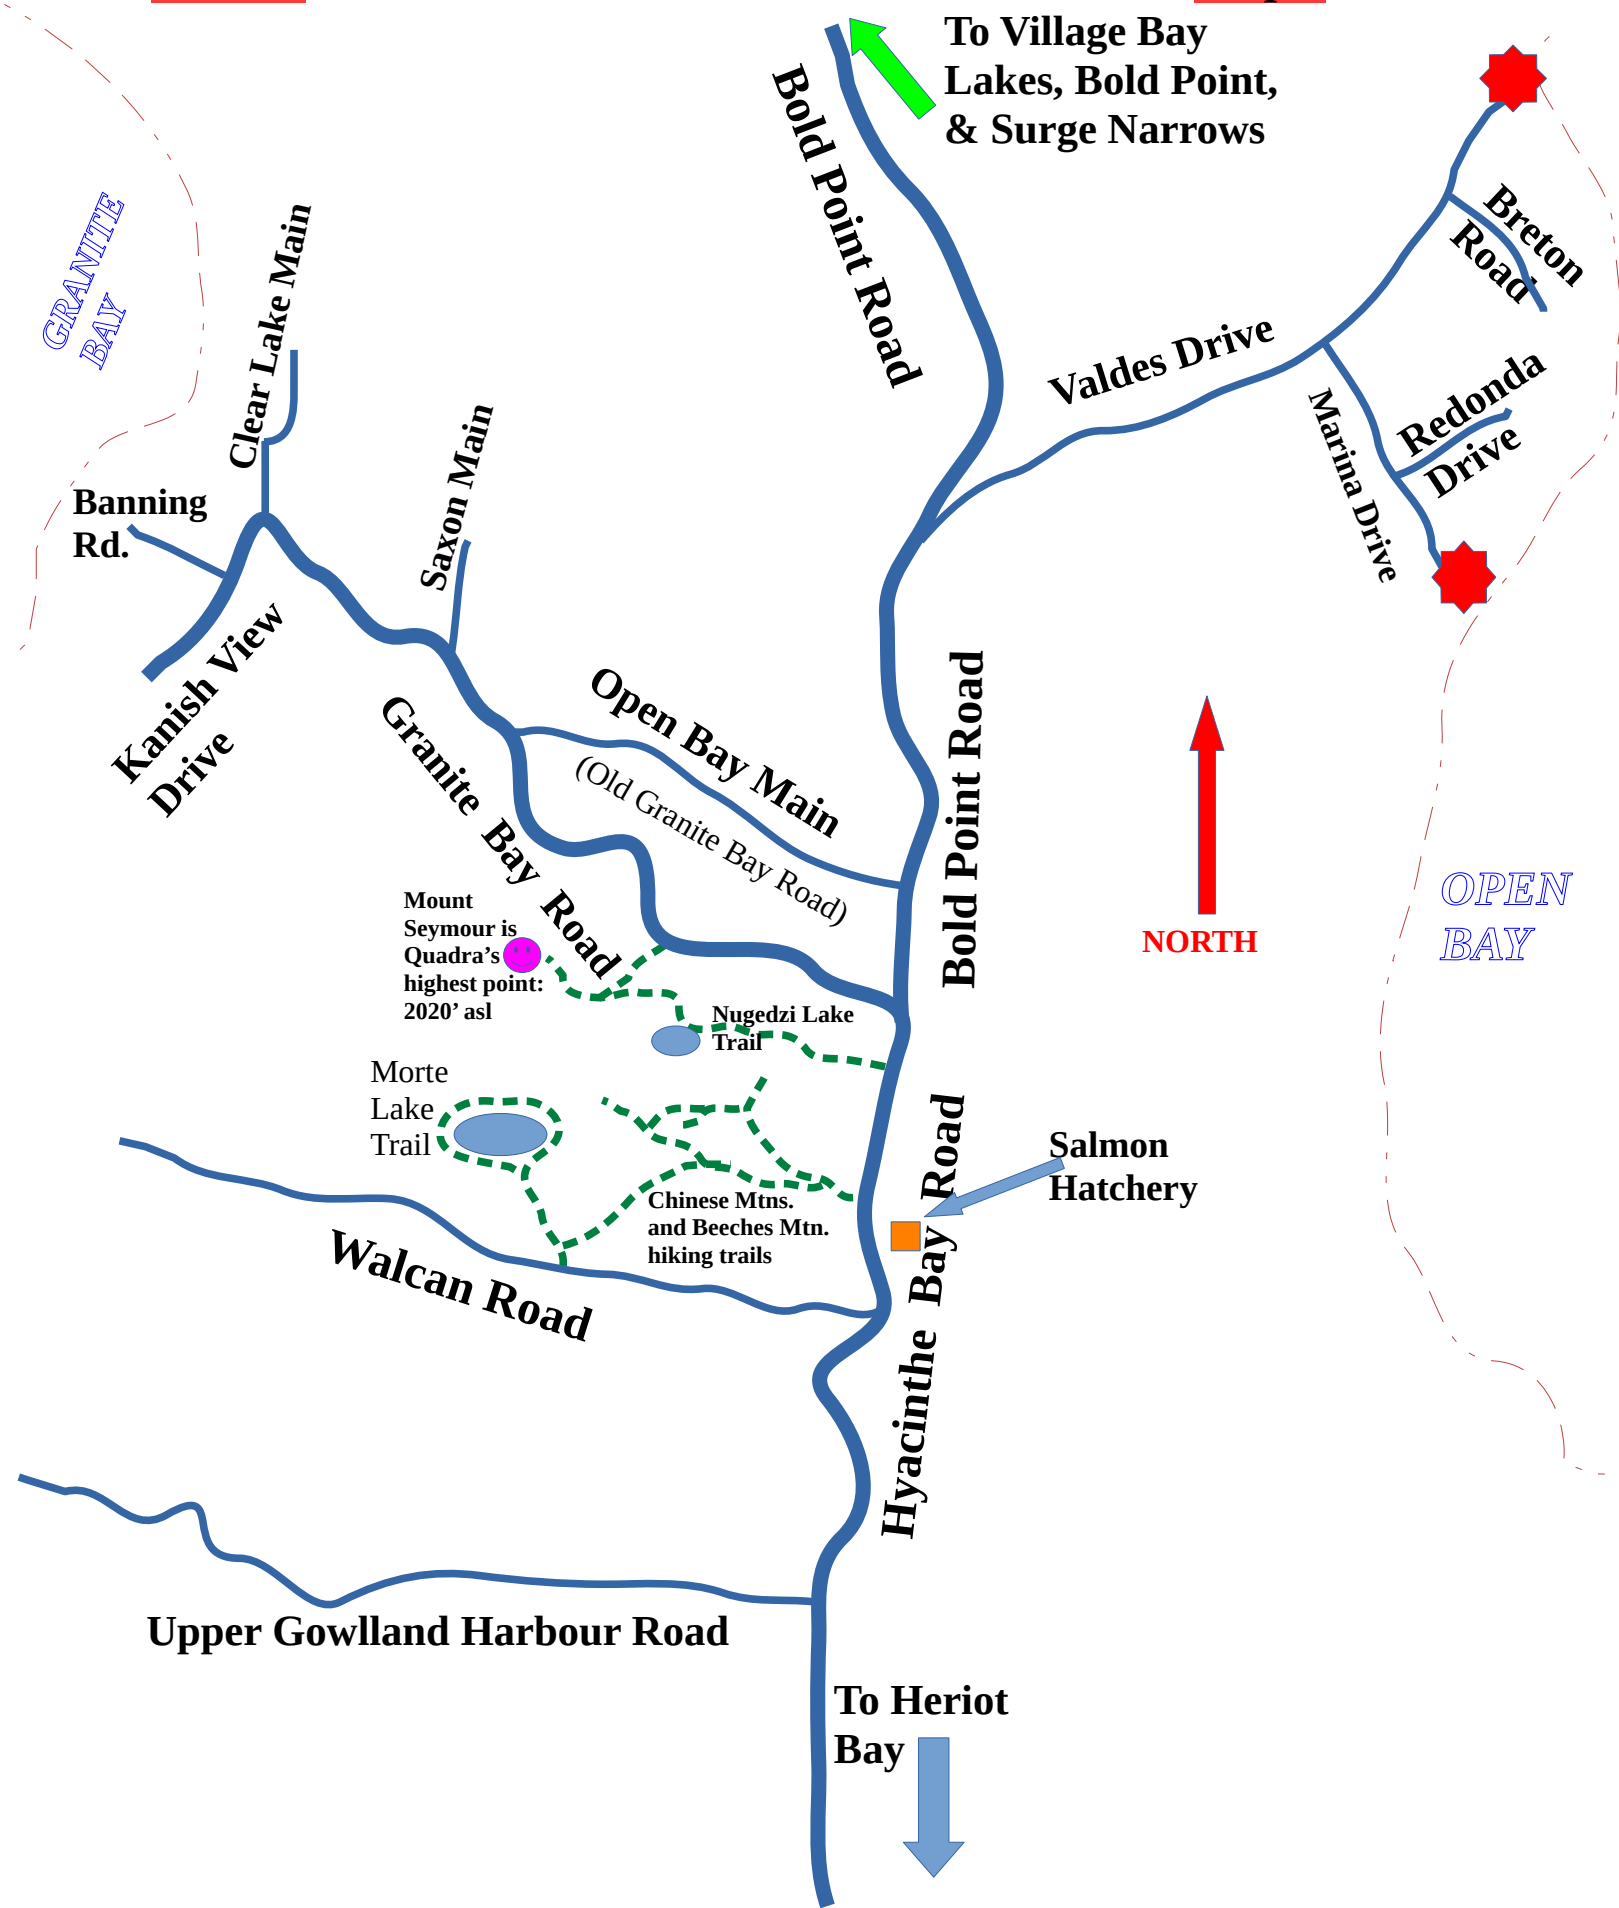 To Village Bay
Lakes, Bold Point,
& Surge Narrows
Bold Point Road
Breton
Road
GRANITE
BAY
Clear Lake Main
Valdes Drive
Redonda
Drive
Marina Drive
Saxon Main
Banning
Rd.
Kanish View
Drive
Open Bay Main
(Old Granite Bay Road)
Granite Bay Road
Bold Point Road
OPEN
BAY
NORTH
Mount
Seymour is
Quadra’s
highest point:
2020’ asl
Nugedzi Lake
Trail
Morte
Lake
Trail
Salmon
Hatchery
Chinese Mtns.
and Beeches Mtn.
hiking trails
Hyacinthe Bay Road
Walcan Road
Upper Gowlland Harbour Road
To Heriot
Bay